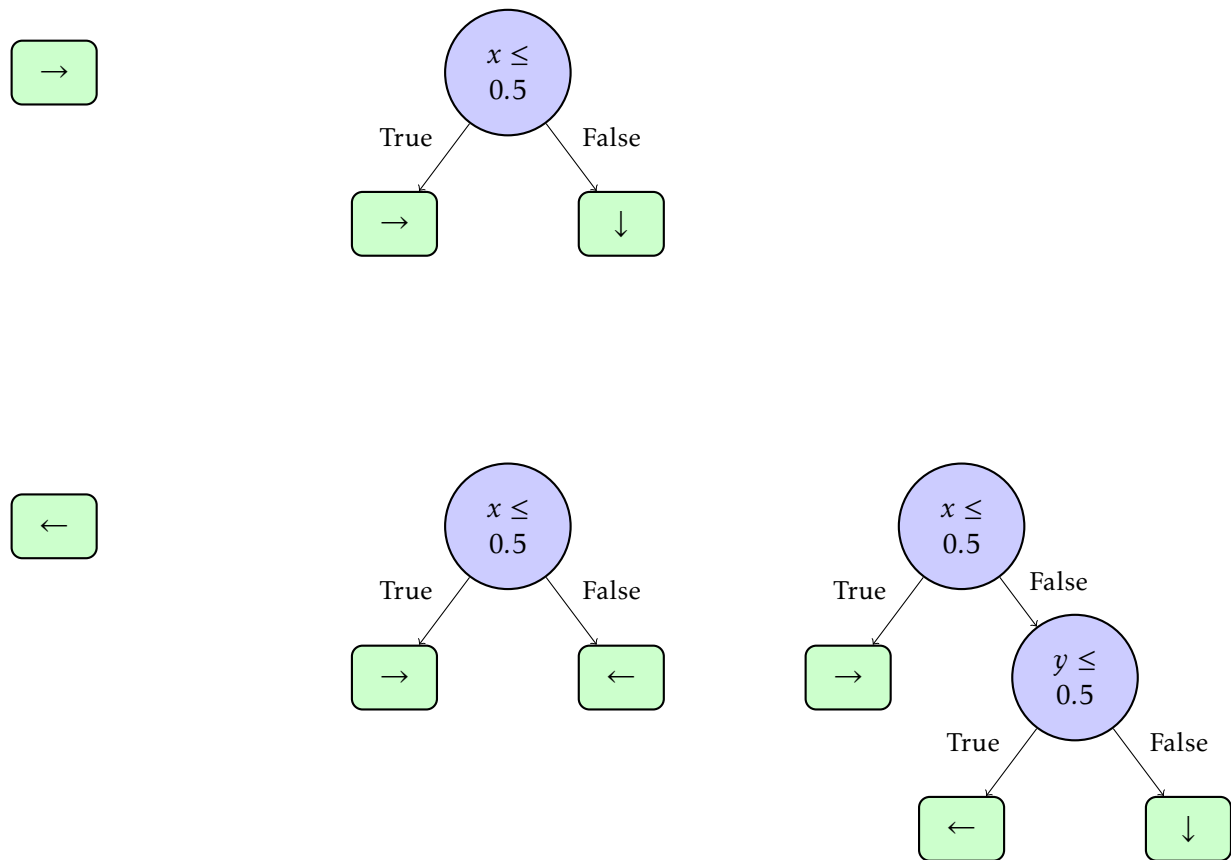 →
x ≤
0.5
True
False
→
↓
←
x ≤
0.5
True
False
→
←
x ≤
0.5
True
False
→
y ≤
0.5
True
False
←
↓